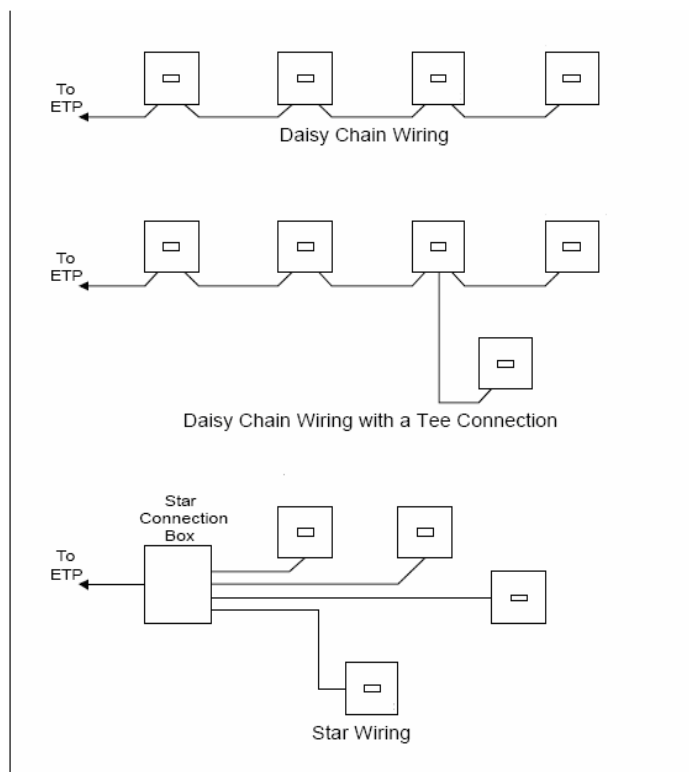 To
ETP
Daisy Chain Wiring
To
ETP
Daisy Chain Wiring with a Tee Connection
Star
Connection
Box
To
ETP
Star Wiring